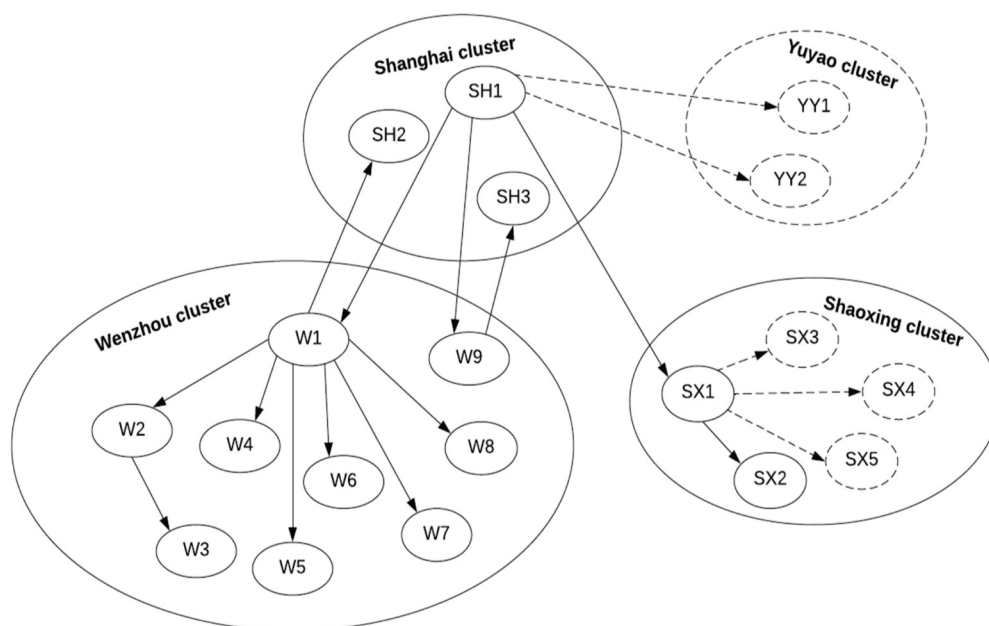 Shanghai cluster
SH1
SH2
SH3
Yuyao cluster
YY1
YY2
Wenzhou cluster
W1
W9
W2
W4
W8
W6
W7
W3
W5
Shaoxing cluster
SX3
SX1
SX4
SX5
SX2